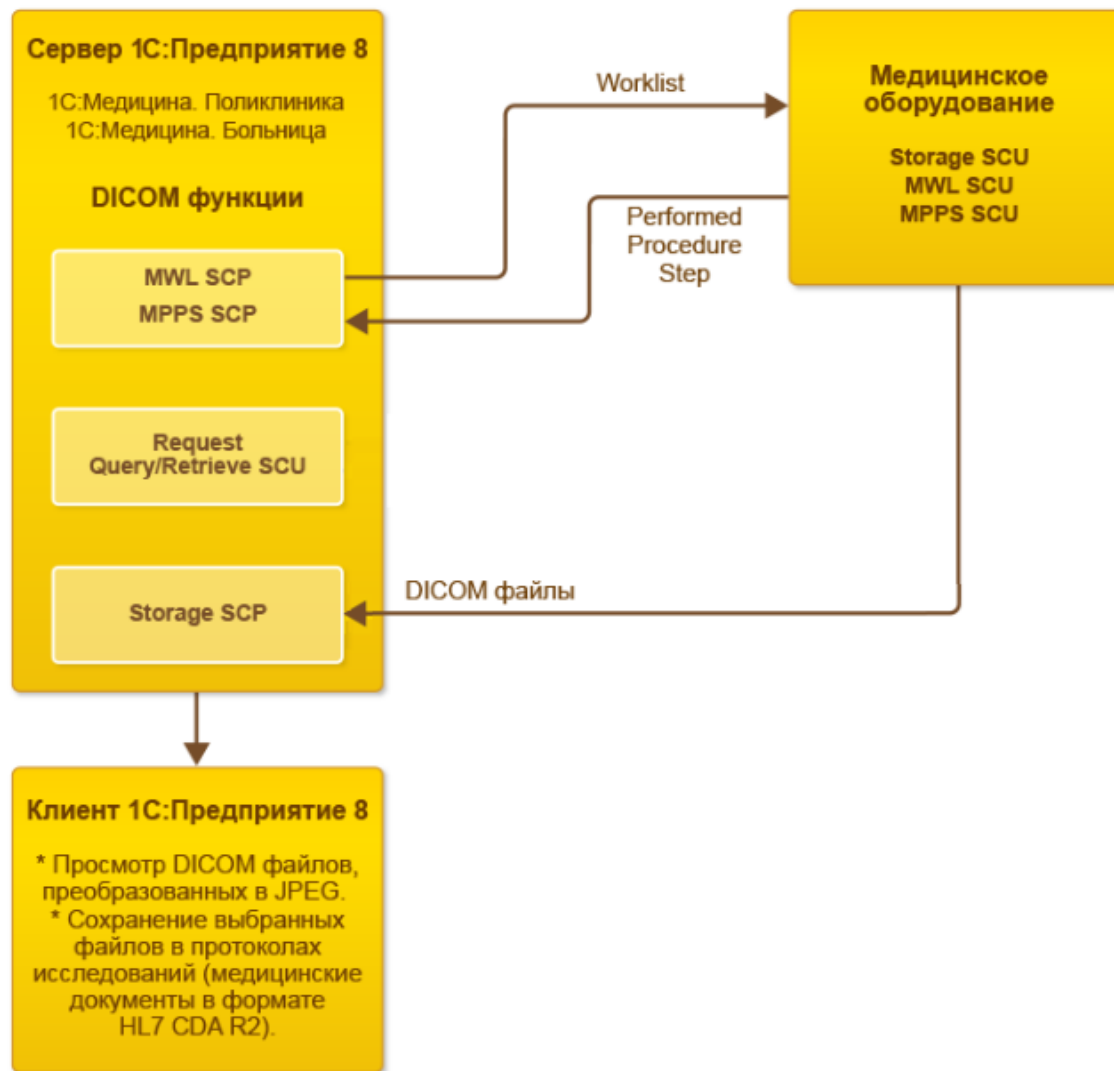 Сервер 1С:Предприятие 8
1С:Медицина. Поликлиника
1С:Медицина. Больница
DICOM функции
MWL SCP
MPPS SCP
Request
Query/Retrieve SCU
Storage SCP
Worklist
Performed
Procedure
Step
DICOM файлы
Медицинское
оборудование
Storage SCU
MWL SCU
MPPS SCU
Клиент 1С:Предприятие 8
* Просмотр DICOM файлов,
преобразованных в JPEG.
* Сохранение выбранных
файлов в протоколах
исследований (медицинские
документы в формате
HL7 CDA R2).